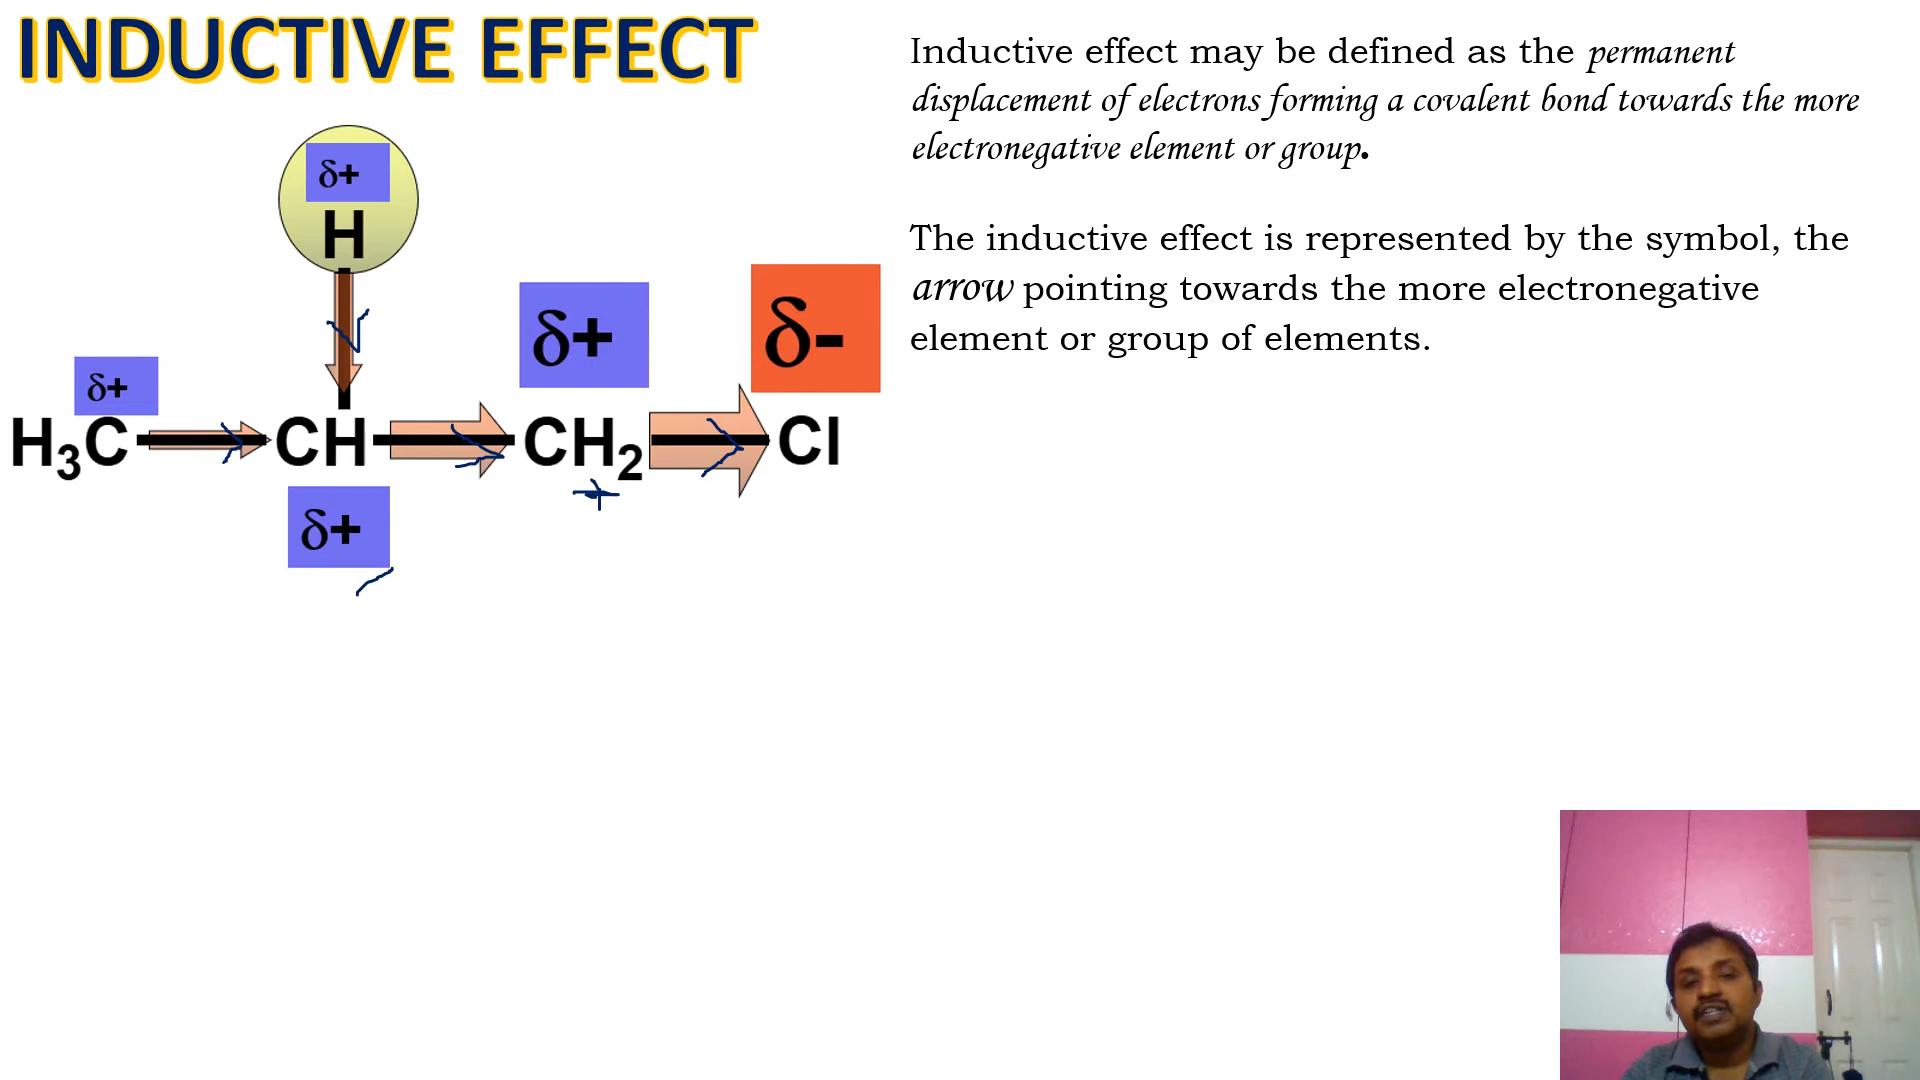 INDUCTIVE EFFECT
Inductive effect may be defined as the permanent
displacement of electrons forming a covalent bond towards the more
electronegative element or group.
The inductive effect is represented by the symbol, the
arrow pointing towards the more electronegative
element or group of elements.
δ+
H
δ+ δ+ δ-
H₃C CH CH₂ Cl
+
δ+